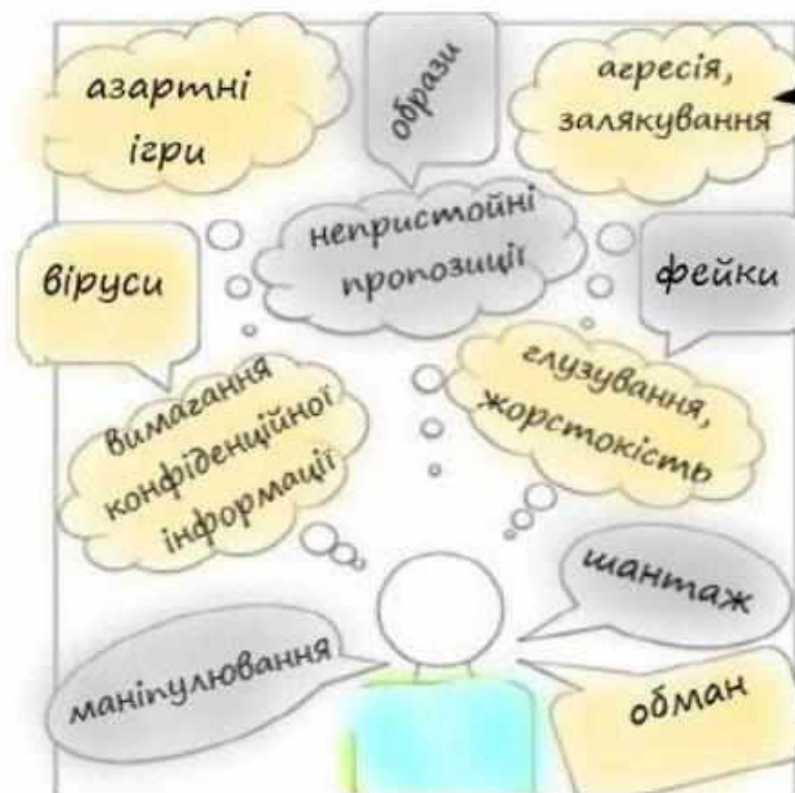 азартні
ігри
образи
агресія,
залякування
непристойні
пропозиції
віруси
фейки
вимагання
конфіденційної
інформації
глузування,
жорстокість
шантаж
маніпулювання
обман